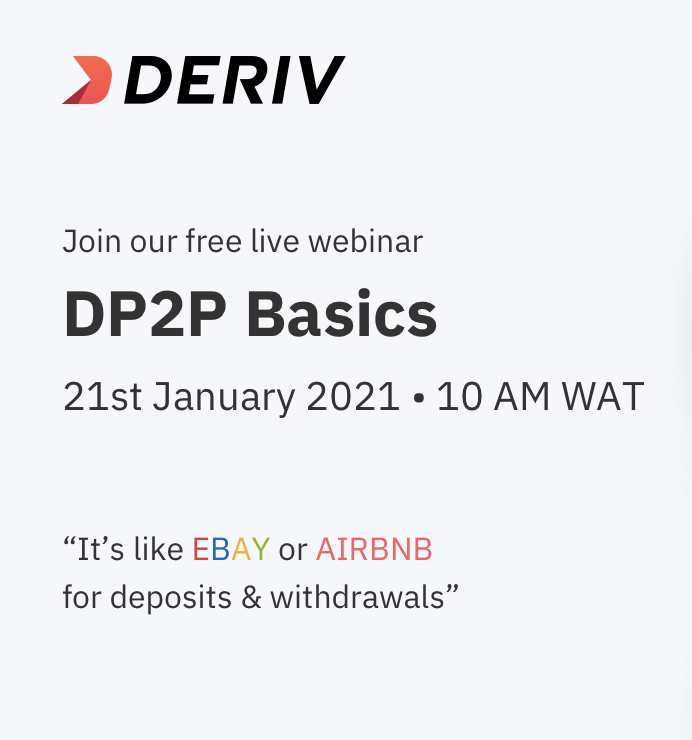 DERIV
Join our free live webinar
DP2P Basics
21st January 2021 • 10 AM WAT
“It’s like EBAY or AIRBNB
for deposits & withdrawals”